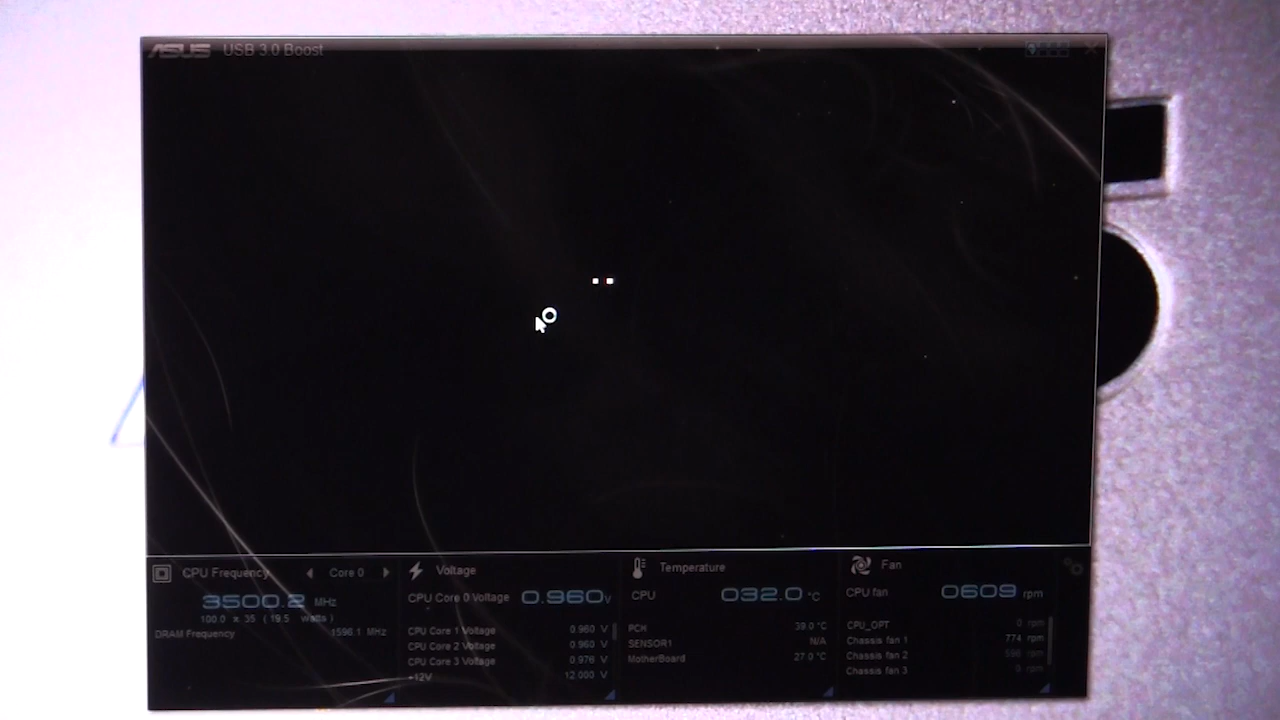 ASUS USB 3.0 Boost
CPU Frequency Core 0
3500.2 MHz
100.0 x 35 (19.5 Watts)
DRAM Frequency 1596.1 MHz
Voltage
CPU Core 0 Voltage 0.960 V
CPU Core 1 Voltage 0.960 V
CPU Core 2 Voltage 0.960 V
CPU Core 3 Voltage 0.976 V
+12V 12.000 V
Temperature
CPU 032.0 °C
PCH 39.0 °C
SENSOR1 N/A
MotherBoard 27.0 °C
Fan
CPU fan 0609 rpm
CPU_OPT 0 rpm
Chassis fan 1 774 rpm
Chassis fan 2 596 rpm
Chassis fan 3 0 rpm